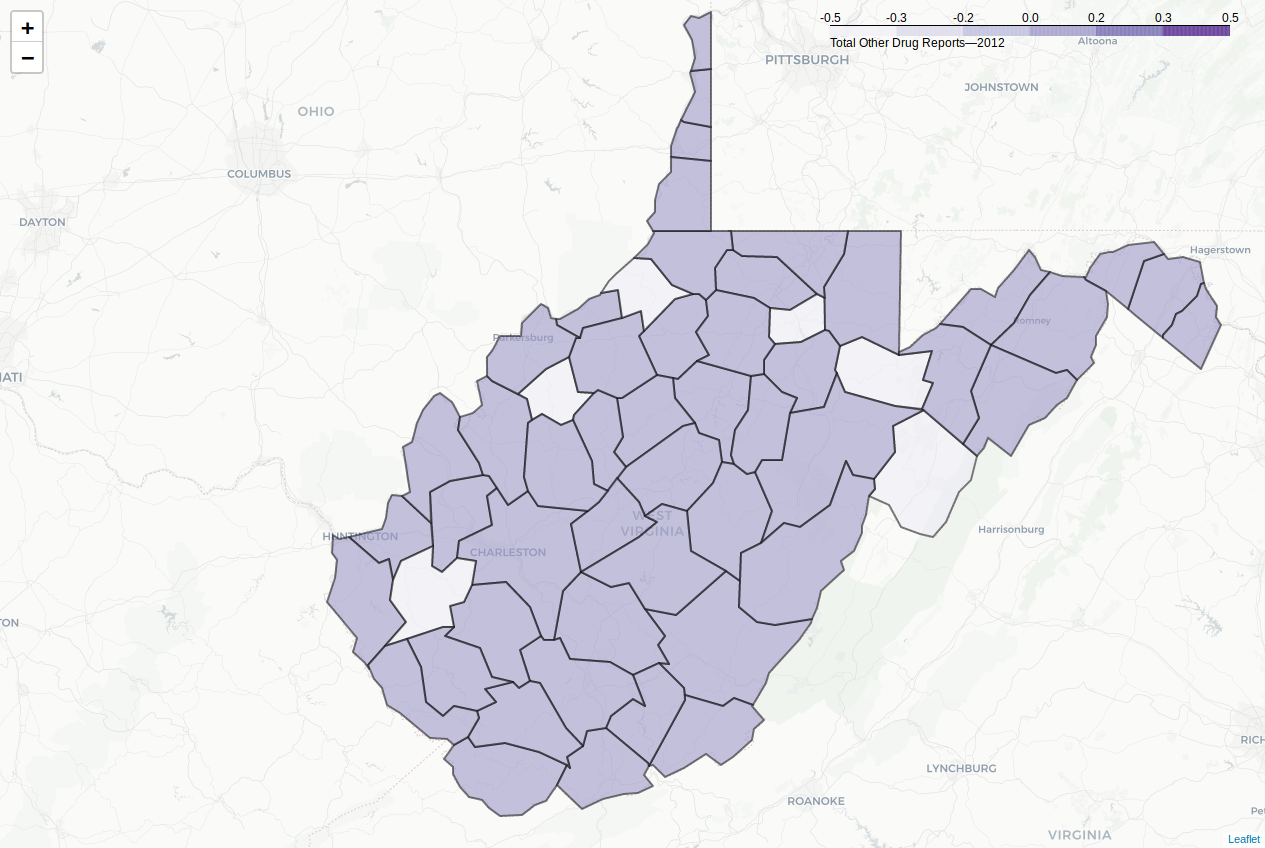 +
−
-0.5 -0.3 -0.2 0.0 0.2 0.3 0.5
Total Other Drug Reports—2012
Altoona
PITTSBURGH
JOHNSTOWN
OHIO
COLUMBUS
DAYTON
Hagerstown
Romney
Parkersburg
ATI
WEST
VIRGINIA
Harrisonburg
HUNTINGTON
CHARLESTON
TON
RICH
LYNCHBURG
ROANOKE
Pet
VIRGINIA
Leaflet